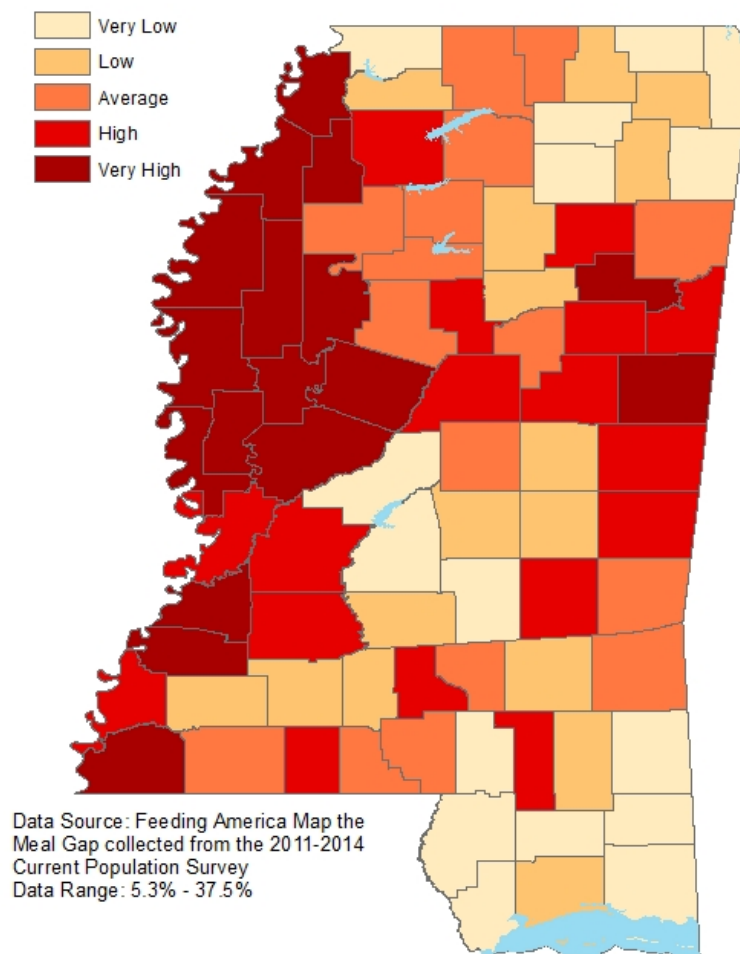 Very Low
Low
Average
High
Very High
Data Source: Feeding America Map the
Meal Gap collected from the 2011-2014
Current Population Survey
Data Range: 5.3% - 37.5%